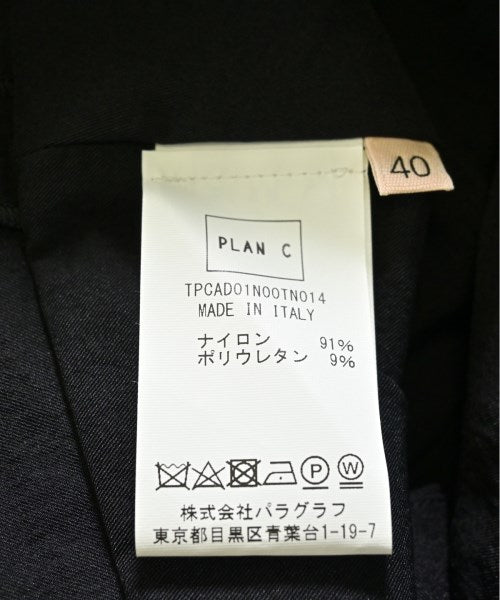 40
PLAN C
TPCAD01N00TN014
MADE IN ITALY
ナイロン 91%
ポリウレタン 9%
P W
株式会社パラグラフ
東京都目黒区青葉台1-19-7